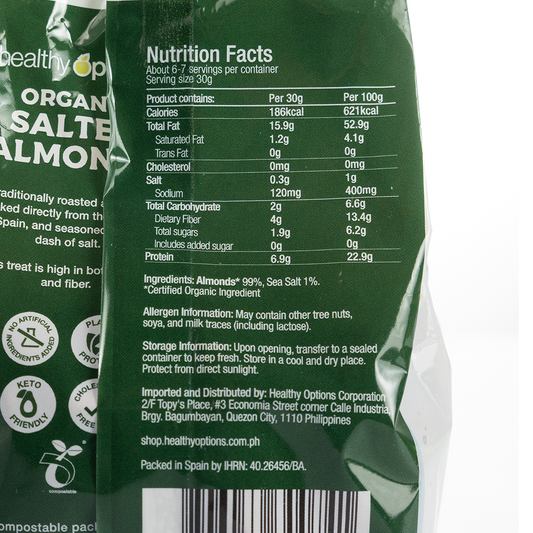 healthy opti
ORGAN
SALTE
ALMON
raditionally roasted a
ked directly from th
Spain, and seasoned
dash of salt.
s treat is high in bot
and fiber.
NO ARTIFICIAL
INGREDIENTS ADDED
KETO
FRIENDLY
FREE
compostable
compostable pac
Nutrition Facts
About 6-7 servings per container
Serving size 30g
Product contains: Per 30g Per 100g
Calories 186kcal 621kcal
Total Fat 15.9g 52.9g
Saturated Fat 1.2g 4.1g
Trans Fat 0g 0g
Cholesterol 0mg 0mg
Salt 0.3g 1g
Sodium 120mg 400mg
Total Carbohydrate 2g 6.6g
Dietary Fiber 4g 13.4g
Total sugars 1.9g 6.2g
Includes added sugar 0g 0g
Protein 6.9g 22.9g
Ingredients: Almonds* 99%, Sea Salt 1%.
*Certified Organic Ingredient
Allergen Information: May contain other tree nuts,
soya, and milk traces (including lactose).
Storage Information: Upon opening, transfer to a sealed
container to keep fresh. Store in a cool and dry place.
Protect from direct sunlight.
Imported and Distributed by: Healthy Options Corporation
2/F Topy's Place, #3 Economia Street corner Calle Industria,
Brgy. Bagumbayan, Quezon City, 1110 Philippines
shop.healthyoptions.com.ph
Packed in Spain by IHRN: 40.26456/BA.